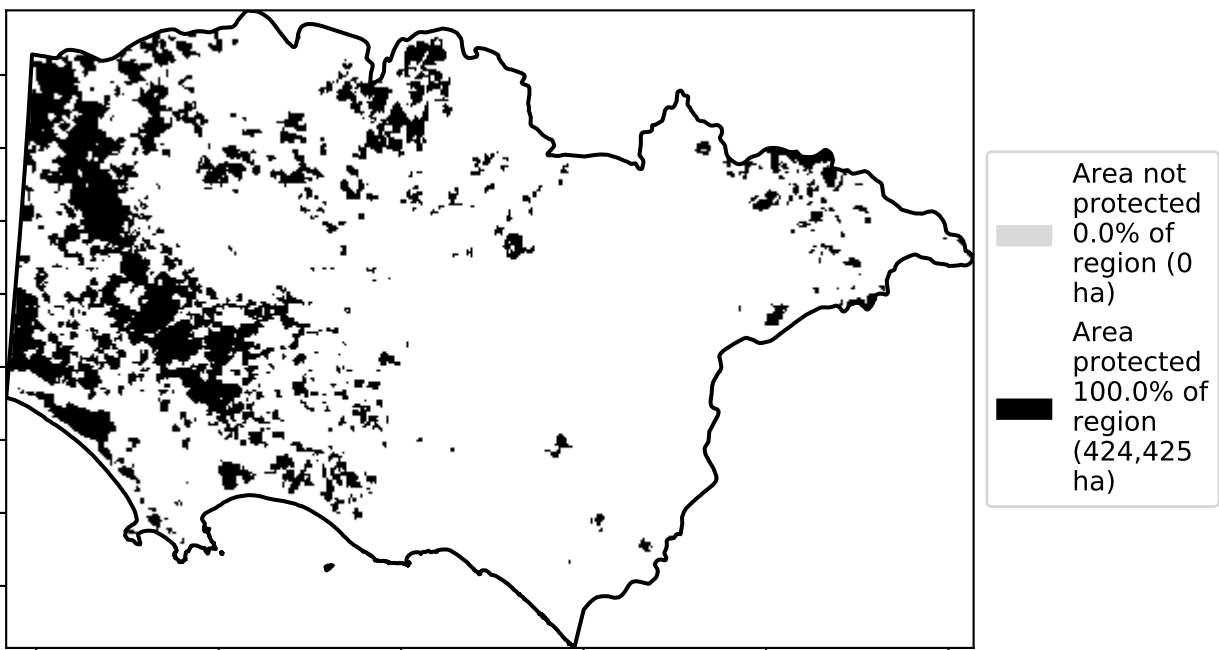 Area not
protected
0.0% of
region (0
ha)
Area
protected
100.0% of
region
(424,425
ha)